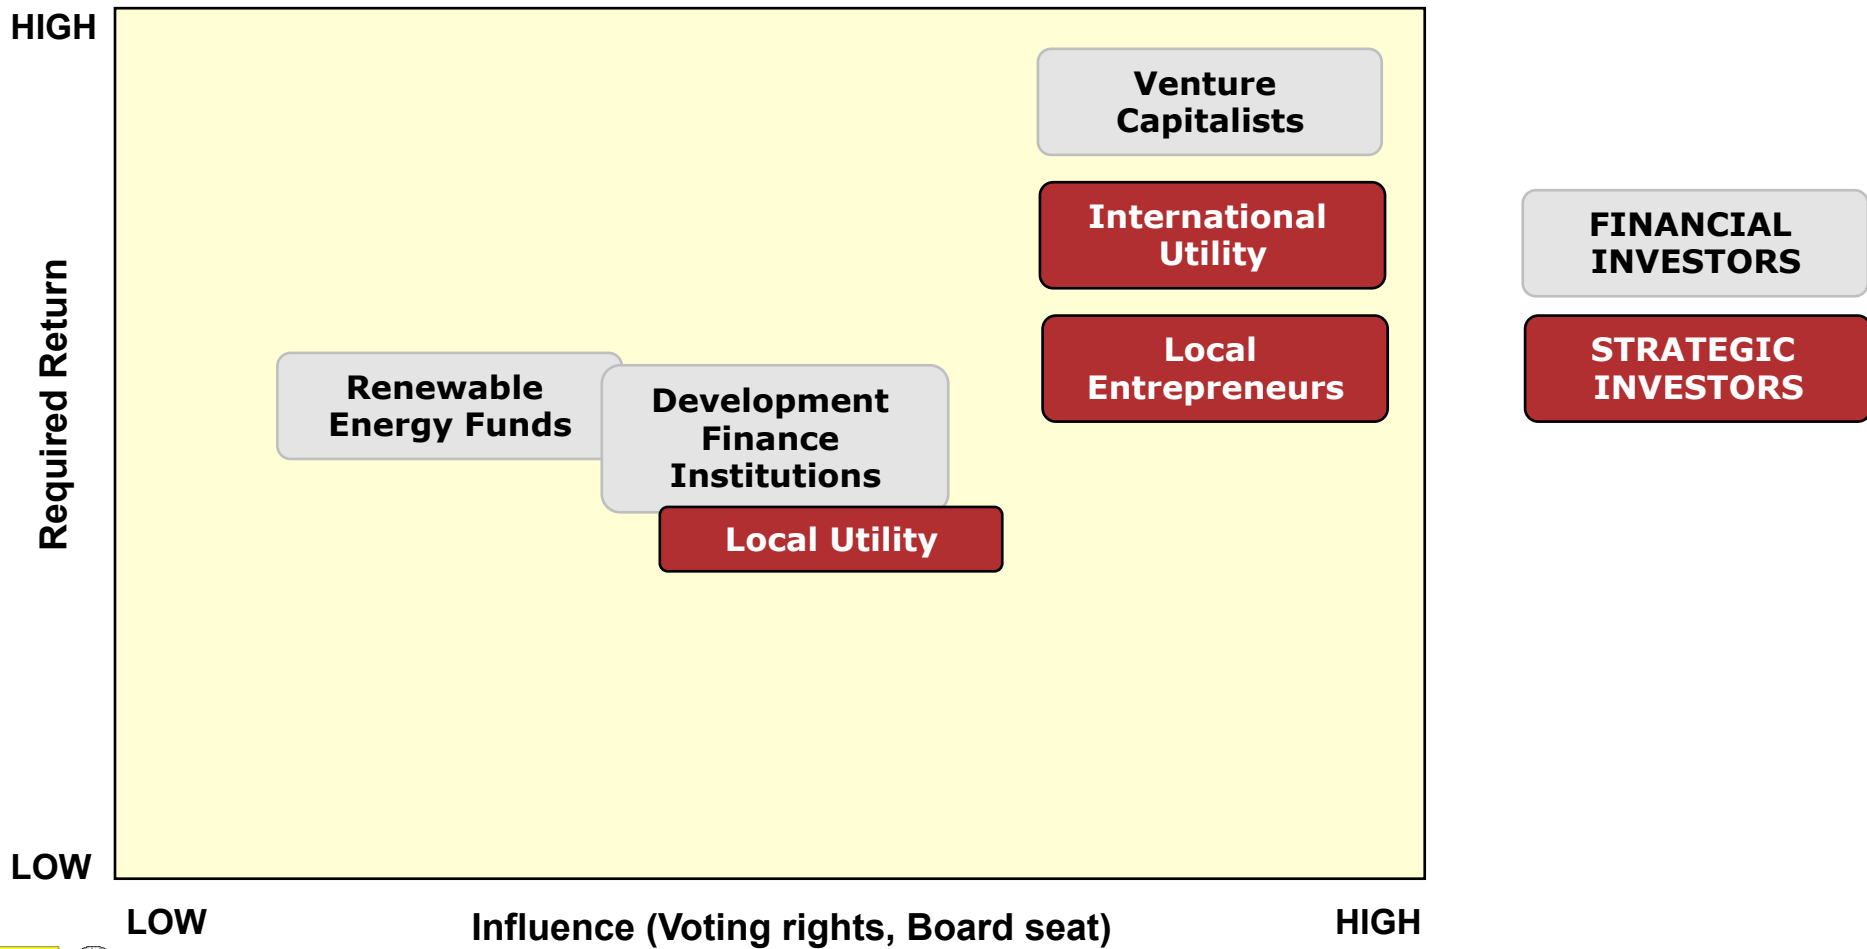 HIGH
Venture
Capitalists
International
Utility
FINANCIAL
INVESTORS
Local
Entrepreneurs
STRATEGIC
INVESTORS
Renewable
Energy Funds
Development
Finance
Institutions
Local Utility
Required Return
LOW
LOW
Influence (Voting rights, Board seat)
HIGH